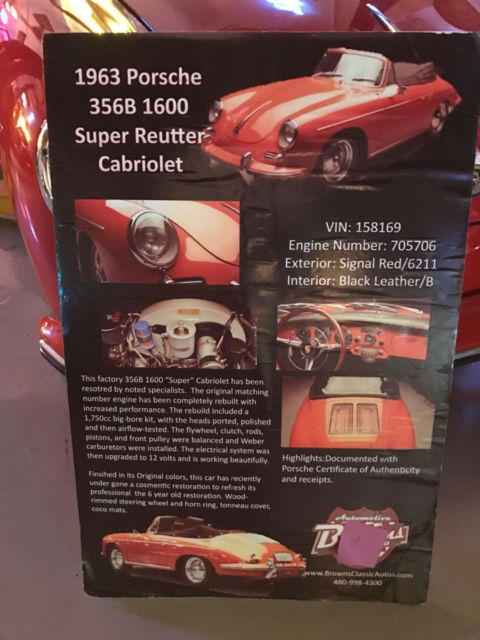 1963 Porsche
356B 1600
Super Reutter
Cabriolet
VIN: 158169
Engine Number: 705706
Exterior: Signal Red/6211
Interior: Black Leather/B
This factory 356B 1600 "Super" Cabriolet has been
resotred by noted specialists. The original matching
number engine has been completely rebuilt with
increased performance. The rebuild included a
1,750cc big-bore kit, with the heads ported, polished
and then airflow-tested. The flywheel, clutch, rods,
pistons, and front pulley were balanced and Weber
carburetors were installed. The electrical system was
then upgraded to 12 volts and is working beautifully.
Finsihed in its Original colors, this car has recently
under gone a cosmentic restoration to refresh its
professional the 6 year old restoration. Wood-
rimmed steering wheel and horn ring, tonneau cover,
coco mats.
Highlights:Documented with
Porsche Certificate of Authenticity
and receipts.
Automotive
www.BrownsClassicAutos.com
480-998-4300